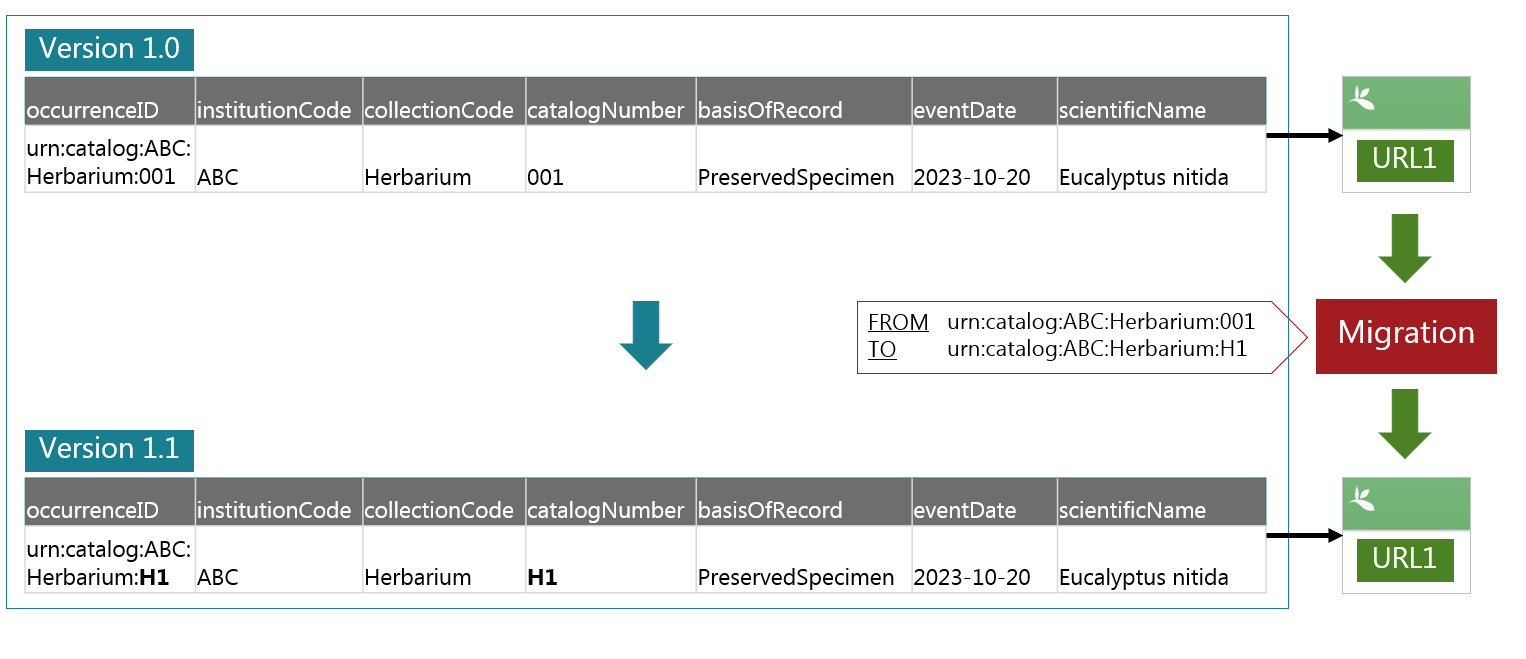 Version 1.0
occurrenceID institutionCode collectionCode catalogNumber basisOfRecord eventDate scientificName
urn:catalog:ABC:
Herbarium:001 ABC Herbarium 001 PreservedSpecimen 2023-10-20 Eucalyptus nitida
URL1
FROM urn:catalog:ABC:Herbarium:001
TO urn:catalog:ABC:Herbarium:H1
Migration
Version 1.1
occurrenceID institutionCode collectionCode catalogNumber basisOfRecord eventDate scientificName
urn:catalog:ABC:
Herbarium:H1 ABC Herbarium H1 PreservedSpecimen 2023-10-20 Eucalyptus nitida
URL1